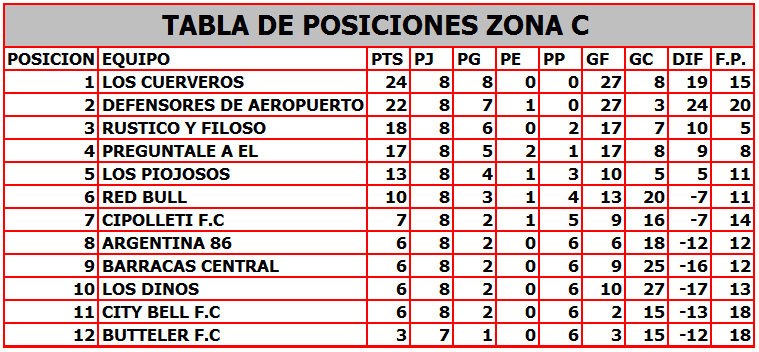 TABLA DE POSICIONES ZONA C
POSICION EQUIPO PTS PJ PG PE PP GF GC DIF F.P.
1 LOS CUERVEROS 24 8 8 0 0 27 8 19 15
2 DEFENSORES DE AEROPUERTO 22 8 7 1 0 27 3 24 20
3 RUSTICO Y FILOSO 18 8 6 0 2 17 7 10 5
4 PREGUNTALE A EL 17 8 5 2 1 17 8 9 8
5 LOS PIOJOSOS 13 8 4 1 3 10 5 5 11
6 RED BULL 10 8 3 1 4 13 20 -7 11
7 CIPOLLETI F.C 7 8 2 1 5 9 16 -7 14
8 ARGENTINA 86 6 8 2 0 6 6 18 -12 12
9 BARRACAS CENTRAL 6 8 2 0 6 9 25 -16 12
10 LOS DINOS 6 8 2 0 6 10 27 -17 13
11 CITY BELL F.C 6 8 2 0 6 2 15 -13 18
12 BUTTELER F.C 3 7 1 0 6 3 15 -12 18